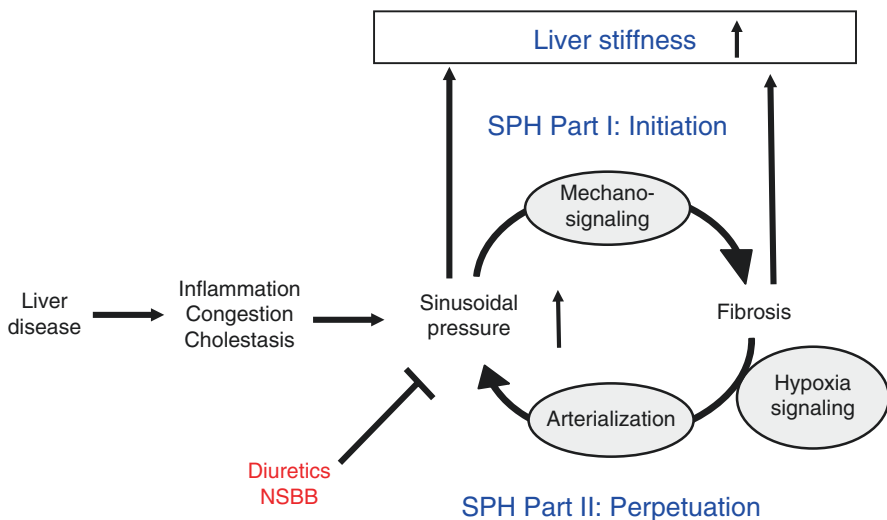 Liver stiffness
SPH Part I: Initiation
Mechano-
signaling
Liver
disease
Inflammation
Congestion
Cholestasis
Sinusoidal
pressure
Fibrosis
Hypoxia
signaling
Arterialization
Diuretics
NSBB
SPH Part II: Perpetuation